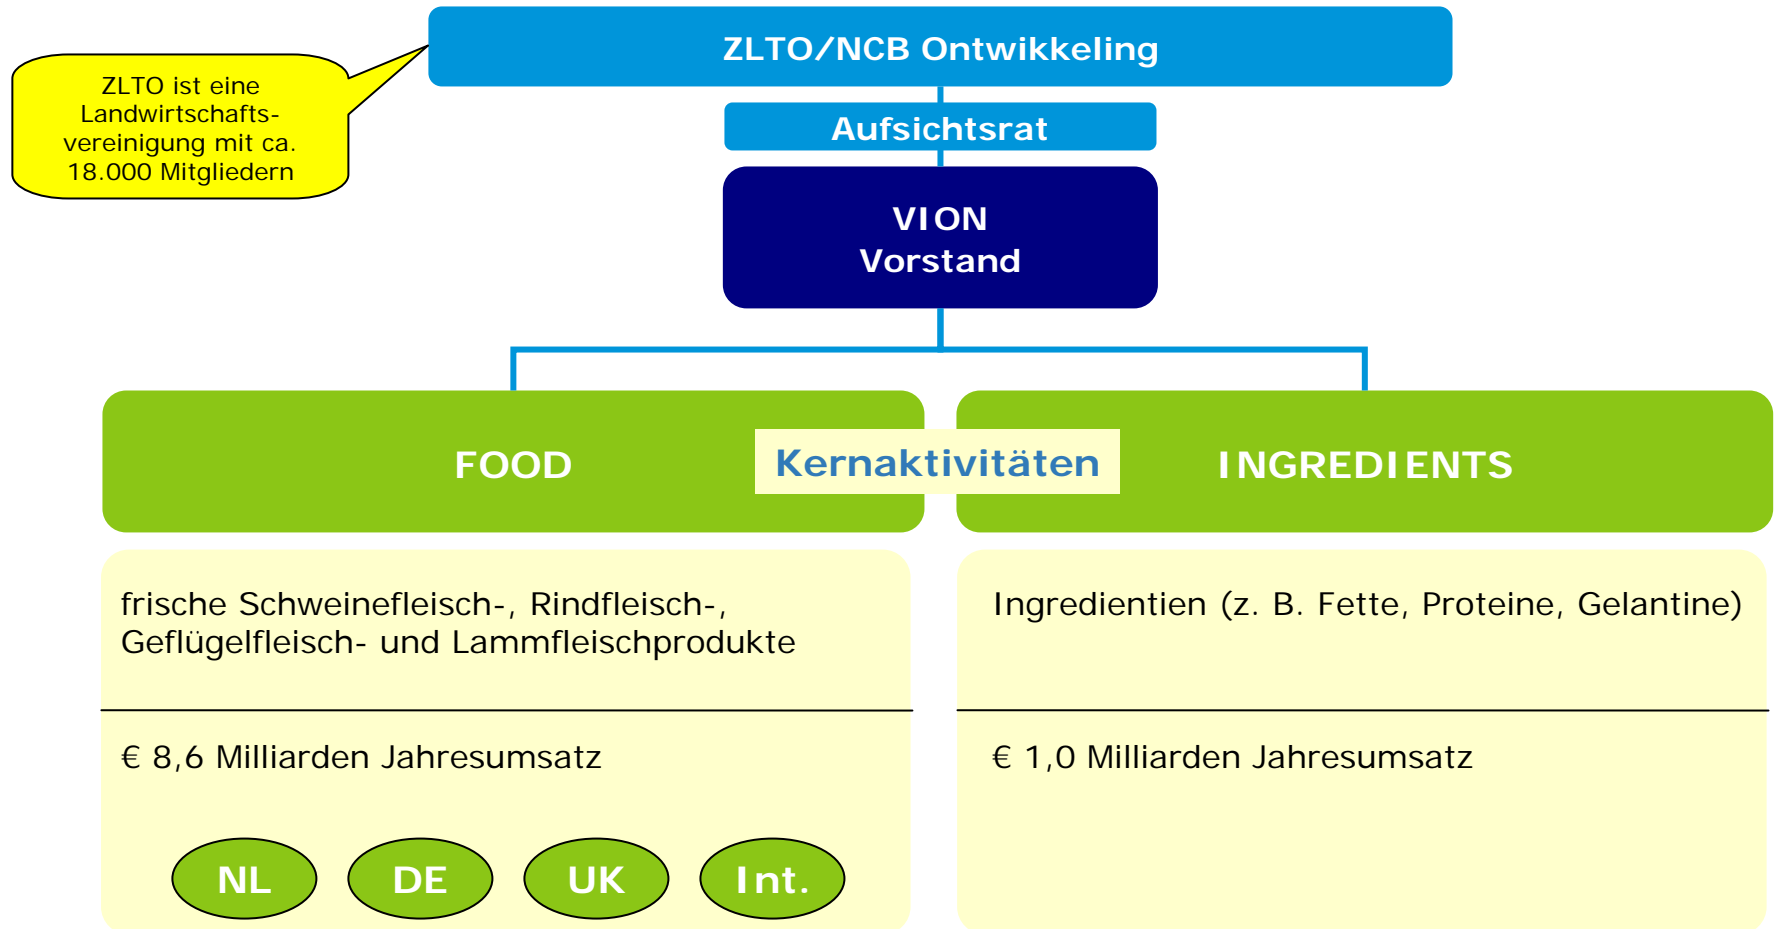 ZLTO/NCB Ontwikkeling
ZLTO ist eine
Landwirtschafts-
vereinigung mit ca.
18.000 Mitgliedern
Aufsichtsrat
VION
Vorstand
FOOD
Kernaktivitäten
INGREDIENTS
frische Schweinefleisch-, Rindfleisch-,
Geflügelfleisch- und Lammfleischprodukte
€ 8,6 Milliarden Jahresumsatz
NL
DE
UK
Int.
Ingredientien (z. B. Fette, Proteine, Gelantine)
€ 1,0 Milliarden Jahresumsatz